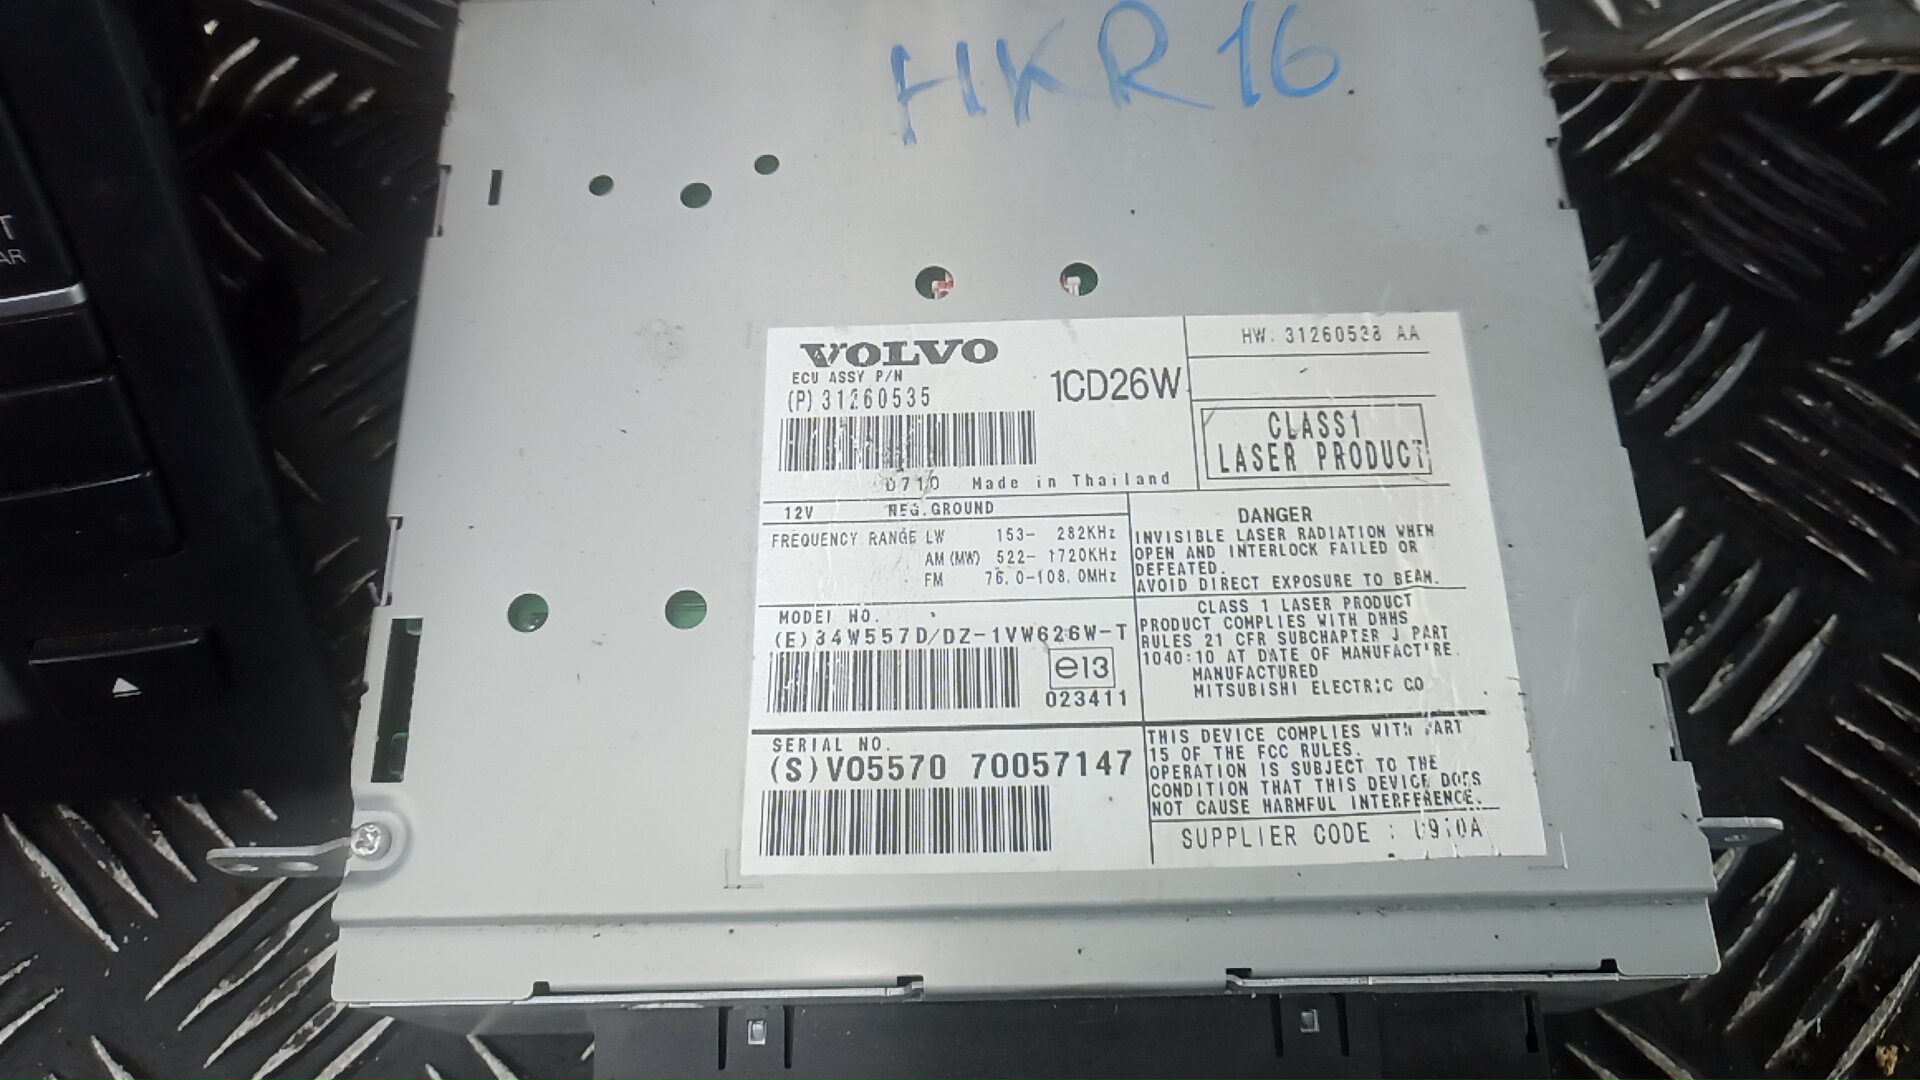 HKR16
T
AR
VOLVO
ECU ASSY P/N
(P) 31260535
1CD26W
HW: 31260538 AA
CLASS1
LASER PRODUCT
0710 Made in Thailand
12V NEG.GROUND
FREQUENCY RANGE LW 153- 282KHz
AM (MW) 522- 1720KHz
FM 76.0-108.0MHz
DANGER
INVISIBLE LASER RADIATION WHEN
OPEN AND INTERLOCK FAILED OR
DEFEATED.
AVOID DIRECT EXPOSURE TO BEAM.
MODEL NO.
(E) 34W557D/DZ-1VW626W-T
e13
023411
CLASS 1 LASER PRODUCT
PRODUCT COMPLIES WITH DHHS
RULES 21 CFR SUBCHAPTER J PART
1040:10 AT DATE OF MANUFACTURE.
MANUFACTURED
MITSUBISHI ELECTRIC CO
SERIAL NO.
(S) VO5570 70057147
THIS DEVICE COMPLIES WITH PART
15 OF THE FCC RULES.
OPERATION IS SUBJECT TO THE
CONDITION THAT THIS DEVICE DOES
NOT CAUSE HARMFUL INTERFERENCE.
SUPPLIER CODE :